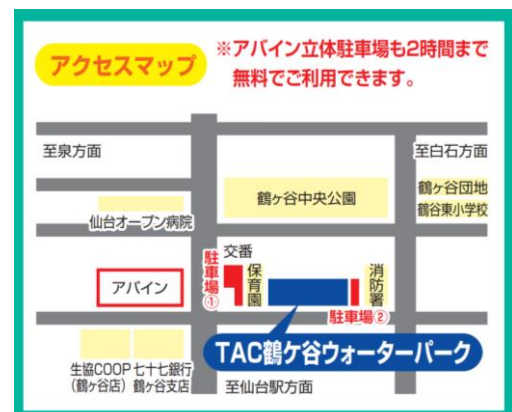 アクセスマップ
※アバイン立体駐車場も2時間まで
無料でご利用できます。
至泉方面
至白石方面
鶴ケ谷中央公園
鶴ケ谷団地
鶴谷東小学校
仙台オープン病院
交番
駐車場①
保育園
消防署
アバイン
駐車場②
TAC鶴ケ谷ウォーターパーク
生協COOP
(鶴ケ谷店)
七十七銀行
鶴ケ谷支店
至仙台駅方面